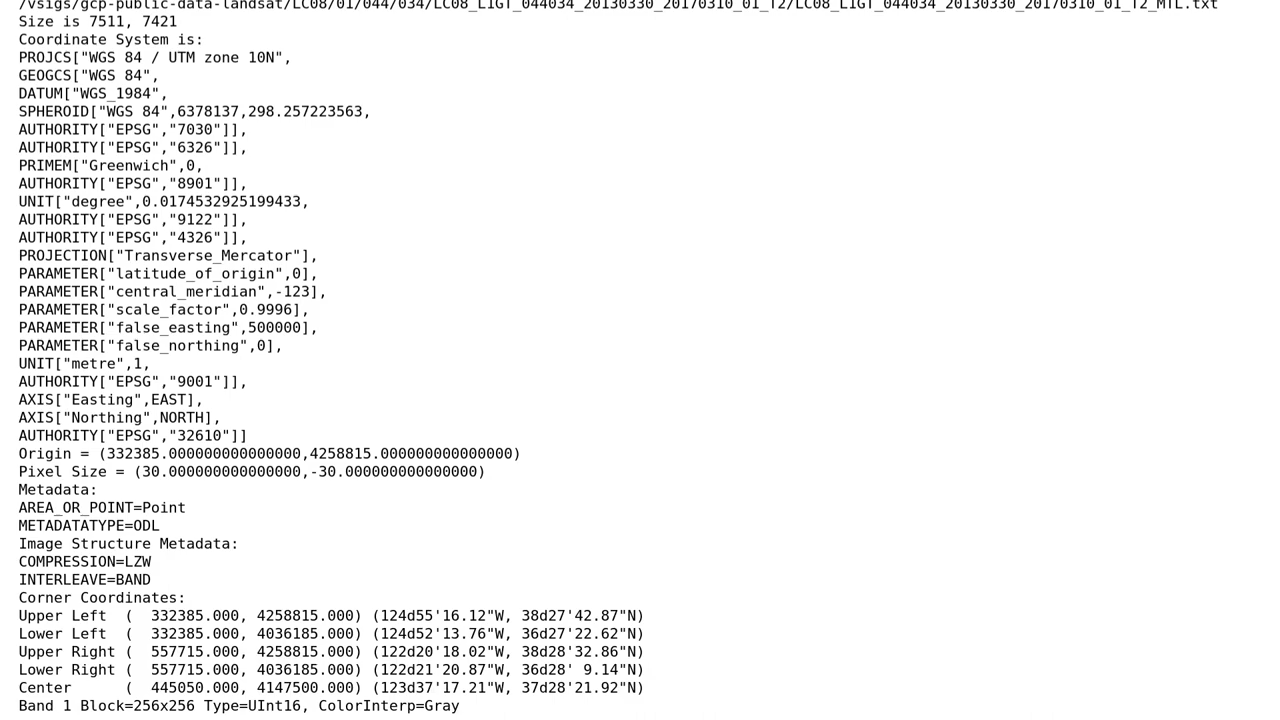 /vsigs/gcp-public-data-landsat/LC08/01/044/034/LC08_LIGT_044034_20130330_20170310_01_T2/LC08_LIGT_044034_20130330_20170310_01_T2_MTL.txt
Size is 7511, 7421
Coordinate System is:
PROJCS["WGS 84 / UTM zone 10N",
GEOGCS["WGS 84",
DATUM["WGS_1984",
SPHEROID["WGS 84",6378137,298.257223563,
AUTHORITY["EPSG","7030"]],
AUTHORITY["EPSG","6326"]],
PRIMEM["Greenwich",0,
AUTHORITY["EPSG","8901"]],
UNIT["degree",0.0174532925199433,
AUTHORITY["EPSG","9122"]],
AUTHORITY["EPSG","4326"]],
PROJECTION["Transverse_Mercator"],
PARAMETER["latitude_of_origin",0],
PARAMETER["central_meridian",-123],
PARAMETER["scale_factor",0.9996],
PARAMETER["false_easting",500000],
PARAMETER["false_northing",0],
UNIT["metre",1,
AUTHORITY["EPSG","9001"]],
AXIS["Easting",EAST],
AXIS["Northing",NORTH],
AUTHORITY["EPSG","32610"]]
Origin = (332385.000000000000000,4258815.000000000000000)
Pixel Size = (30.000000000000000,-30.000000000000000)
Metadata:
AREA_OR_POINT=Point
METADATATYPE=ODL
Image Structure Metadata:
COMPRESSION=LZW
INTERLEAVE=BAND
Corner Coordinates:
Upper Left  (  332385.000, 4258815.000) (124d55'16.12"W, 38d27'42.87"N)
Lower Left  (  332385.000, 4036185.000) (124d52'13.76"W, 36d27'22.62"N)
Upper Right (  557715.000, 4258815.000) (122d20'18.02"W, 38d28'32.86"N)
Lower Right (  557715.000, 4036185.000) (122d21'20.87"W, 36d28' 9.14"N)
Center      (  445050.000, 4147500.000) (123d37'17.21"W, 37d28'21.92"N)
Band 1 Block=256x256 Type=UInt16, ColorInterp=Gray